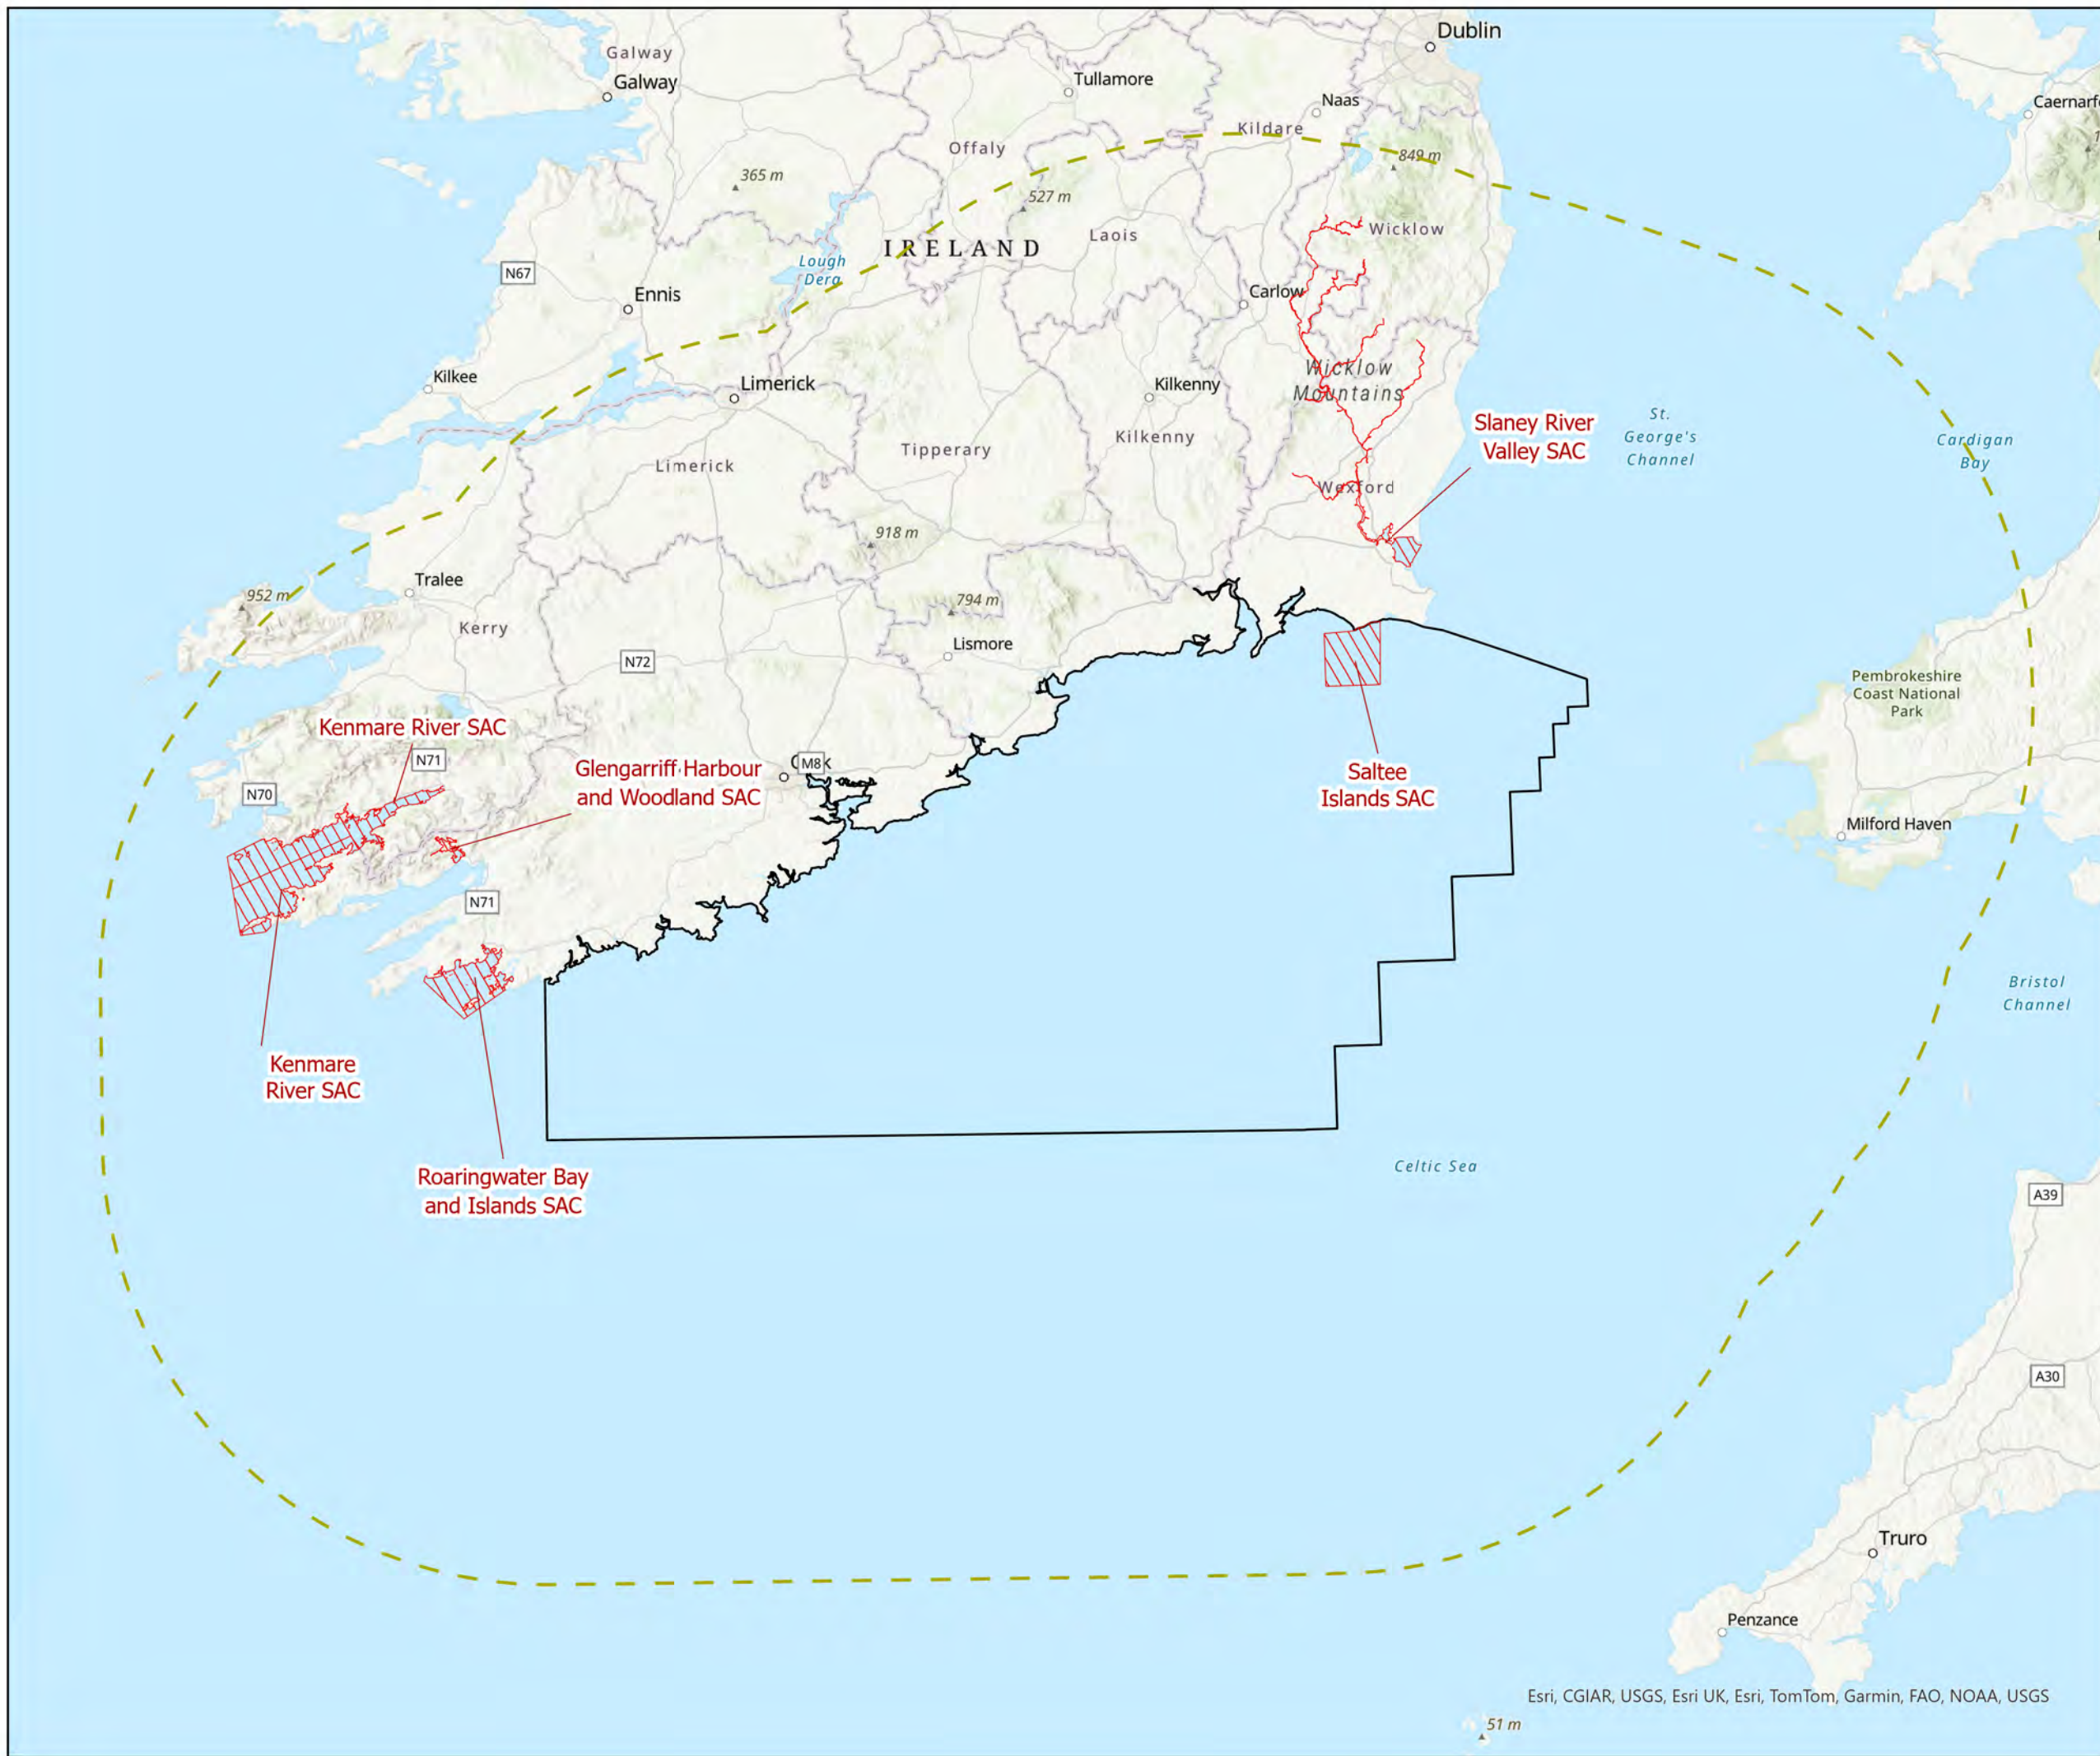 Dublin
Galway
Galway
Tullamore
Naas
Caernarf
Kildare
Offaly
849 m
365 m
527 m
Wicklow
Laois
IRELAND
Lough
Derg
N67
Ennis
Carlow
Kilkee
Limerick
Kilkenny
Wicklow
Mountains
Slaney River
Valley SAC
St.
George's
Channel
Cardigan
Bay
Kilkenny
Tipperary
Limerick
Wexford
918 m
Tralee
952 m
794 m
Kerry
Lismore
N72
Pembrokeshire
Coast National
Park
Kenmare River SAC
N71
Glengarriff Harbour
and Woodland SAC
M8
N70
Saltee
Islands SAC
Milford Haven
N71
Bristol
Channel
Kenmare
River SAC
Celtic Sea
Roaringwater Bay
and Islands SAC
A39
A30
Truro
Penzance
Esri, CGIAR, USGS, Esri UK, Esri, TomTom, Garmin, FAO, NOAA, USGS
51 m